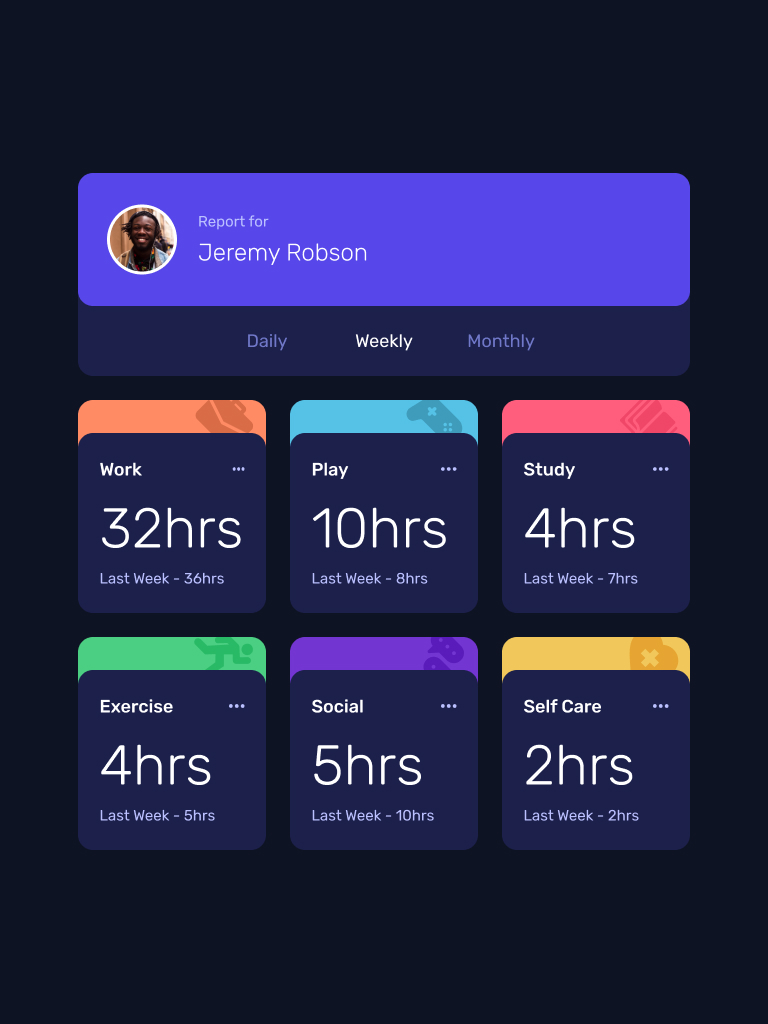 Report for
Jeremy Robson
Daily Weekly Monthly
Work
32hrs
Last Week - 36hrs
Play
10hrs
Last Week - 8hrs
Study
4hrs
Last Week - 7hrs
Exercise
4hrs
Last Week - 5hrs
Social
5hrs
Last Week - 10hrs
Self Care
2hrs
Last Week - 2hrs